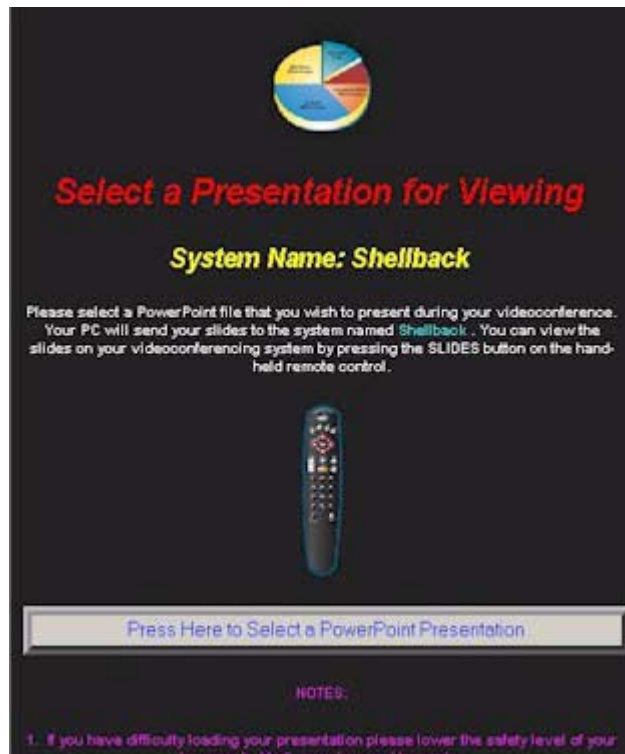 Select a Presentation for Viewing
System Name: Shellback
Please select a PowerPoint file that you wish to present during your videoconference.
Your PC will send your slides to the system named Shellback . You can view the
slides on your videoconferencing system by pressing the SLIDES button on the hand-
held remote control.
Press Here to Select a PowerPoint Presentation
NOTES:
1. If you have difficulty loading your presentation please lower the safety level of your